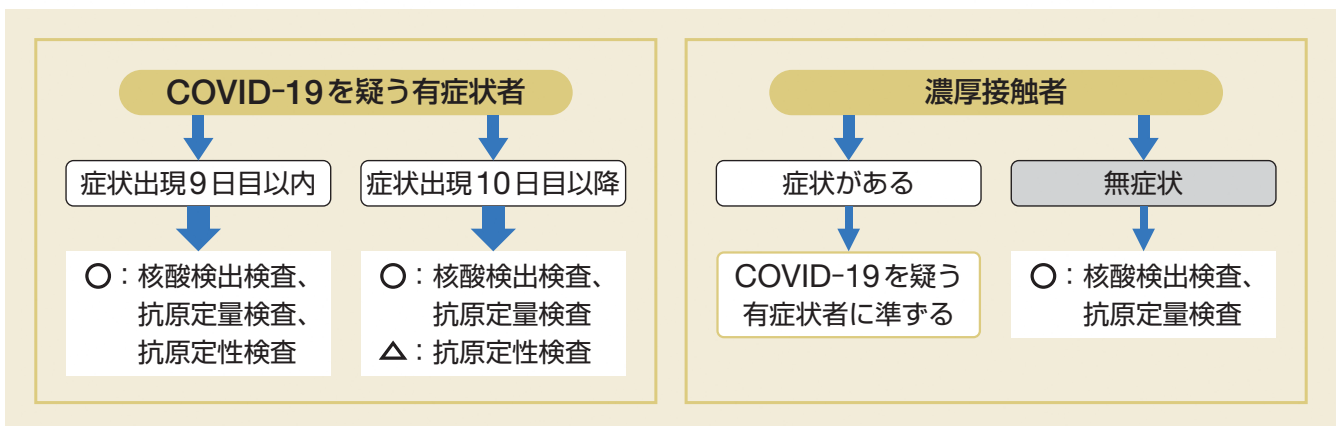 COVID-19を疑う有症状者
症状出現9日目以内
○：核酸検出検査、
抗原定量検査、
抗原定性検査
症状出現10日目以降
○：核酸検出検査、
抗原定量検査
△：抗原定性検査
濃厚接触者
症状がある
COVID-19を疑う
有症状者に準ずる
無症状
○：核酸検出検査、
抗原定量検査